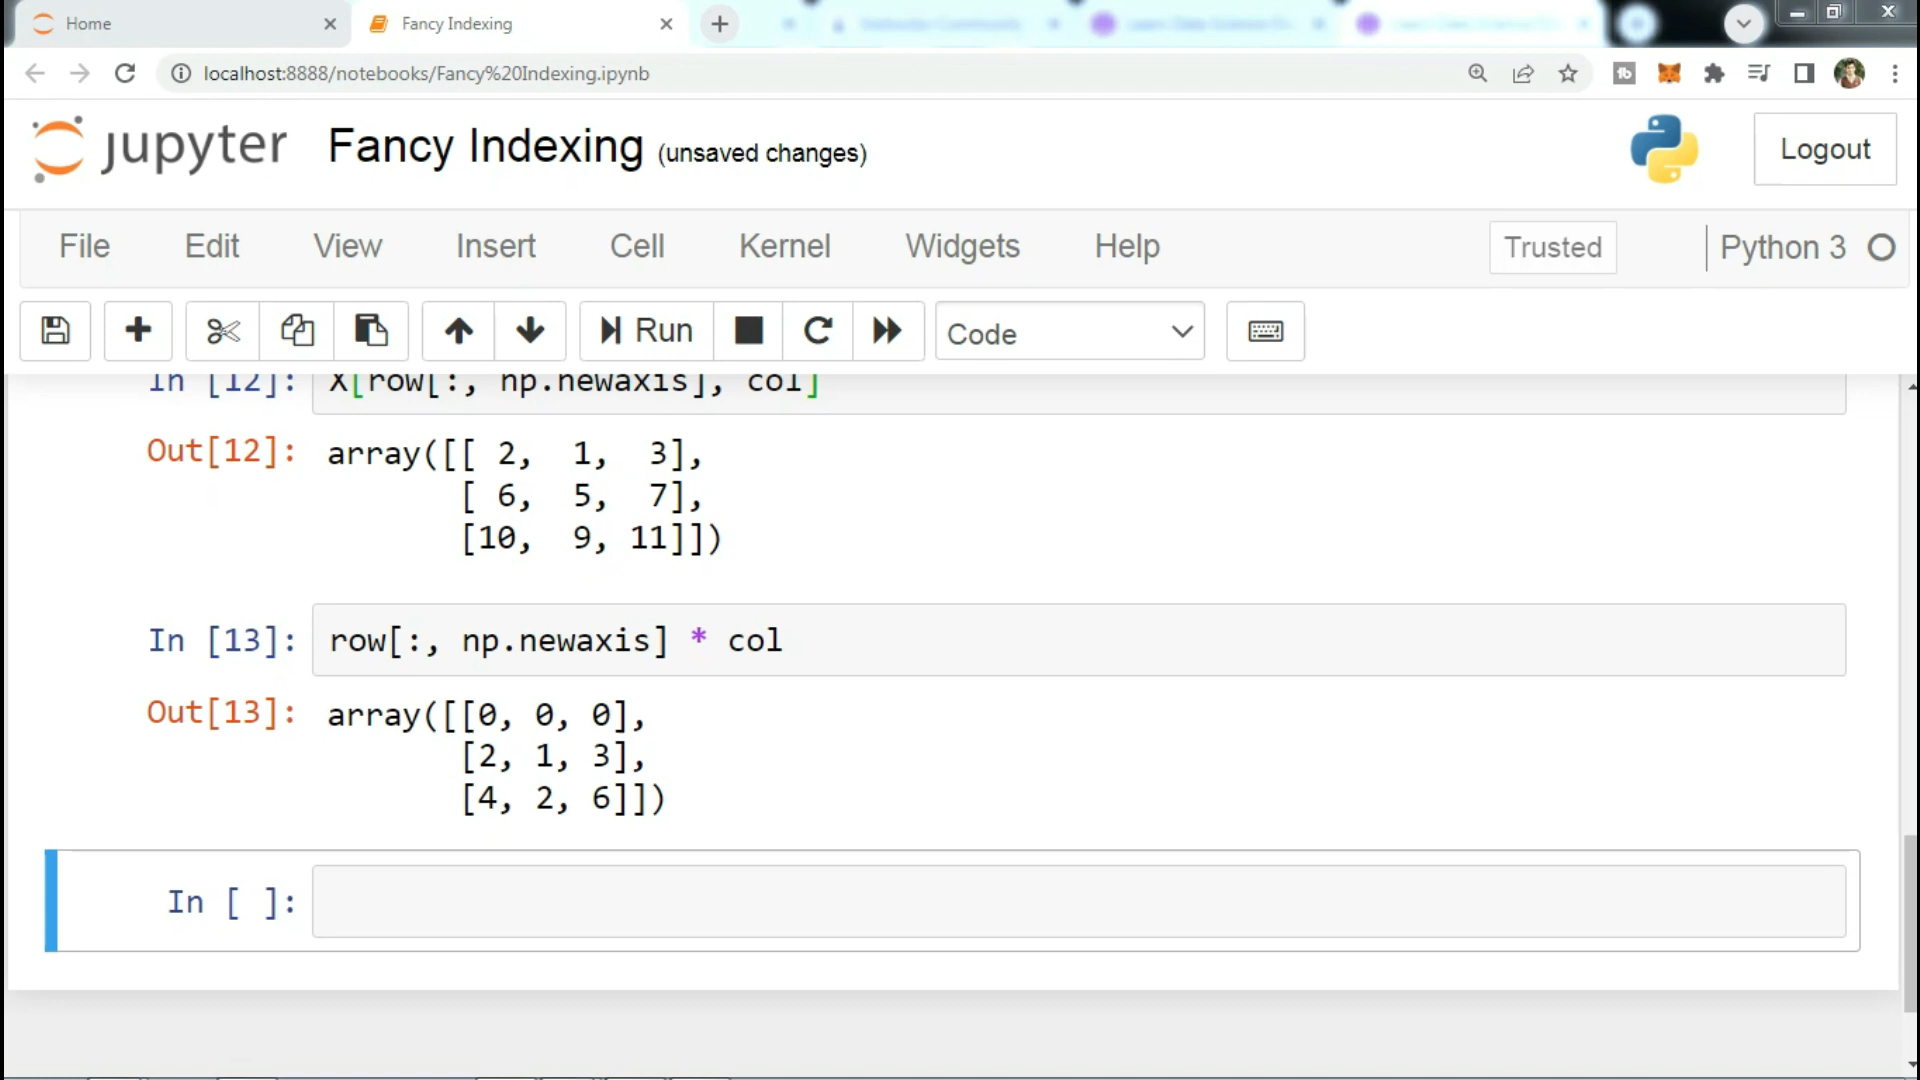 Home
Fancy Indexing
localhost:8888/notebooks/Fancy%20Indexing.ipynb
jupyter Fancy Indexing (unsaved changes)
Logout
File Edit View Insert Cell Kernel Widgets Help Trusted Python 3
Run Code
In [12]: X[row[:, np.newaxis], col]
Out[12]: array([[ 2,  1,  3],
[ 6,  5,  7],
[10,  9, 11]])
In [13]: row[:, np.newaxis] * col
Out[13]: array([[0, 0, 0],
[2, 1, 3],
[4, 2, 6]])
In [ ]: